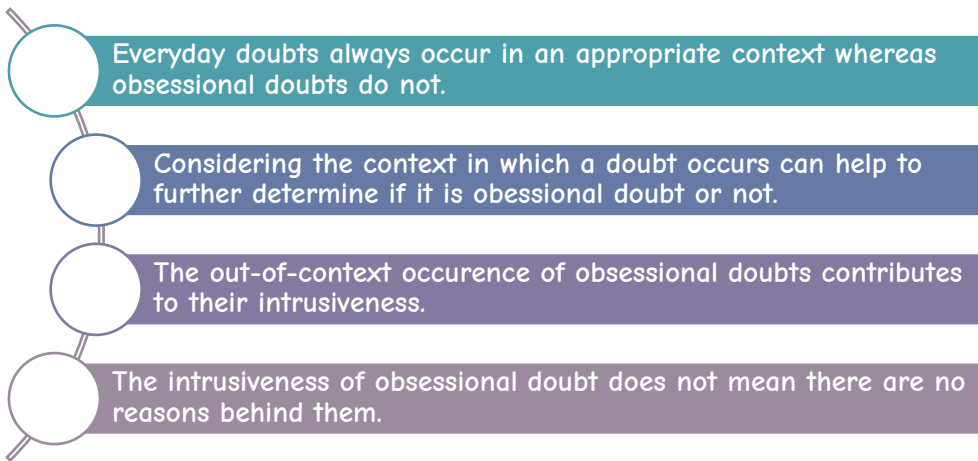 Everyday doubts always occur in an appropriate context whereas
obsessional doubts do not.
Considering the context in which a doubt occurs can help to
further determine if it is obessional doubt or not.
The out-of-context occurence of obsessional doubts contributes
to their intrusiveness.
The intrusiveness of obsessional doubt does not mean there are no
reasons behind them.